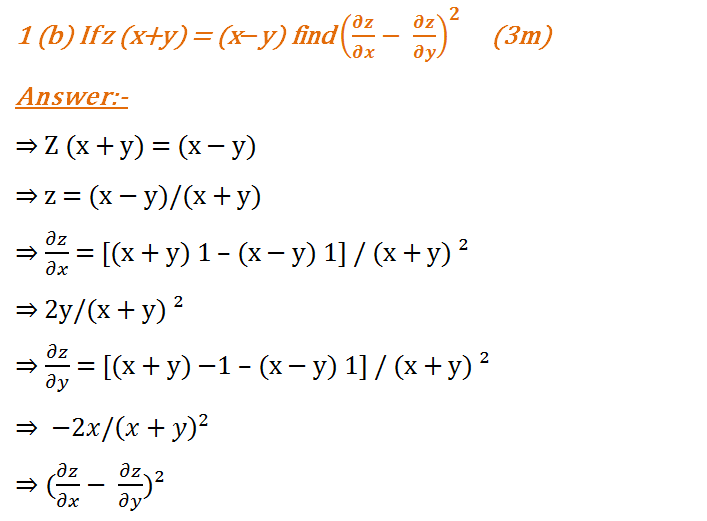 1 (b) If z (x+y) = (x−y) find (∂z/∂x − ∂z/∂y)² (3m)
Answer:-
⇒ Z (x + y) = (x − y)
⇒ z = (x − y)/(x + y)
⇒ ∂z/∂x = [(x + y) 1 – (x − y) 1] / (x + y) ²
⇒ 2y/(x + y) ²
⇒ ∂z/∂y = [(x + y) −1 – (x − y) 1] / (x + y) ²
⇒ −2x/(x + y)²
⇒ (∂z/∂x − ∂z/∂y)²